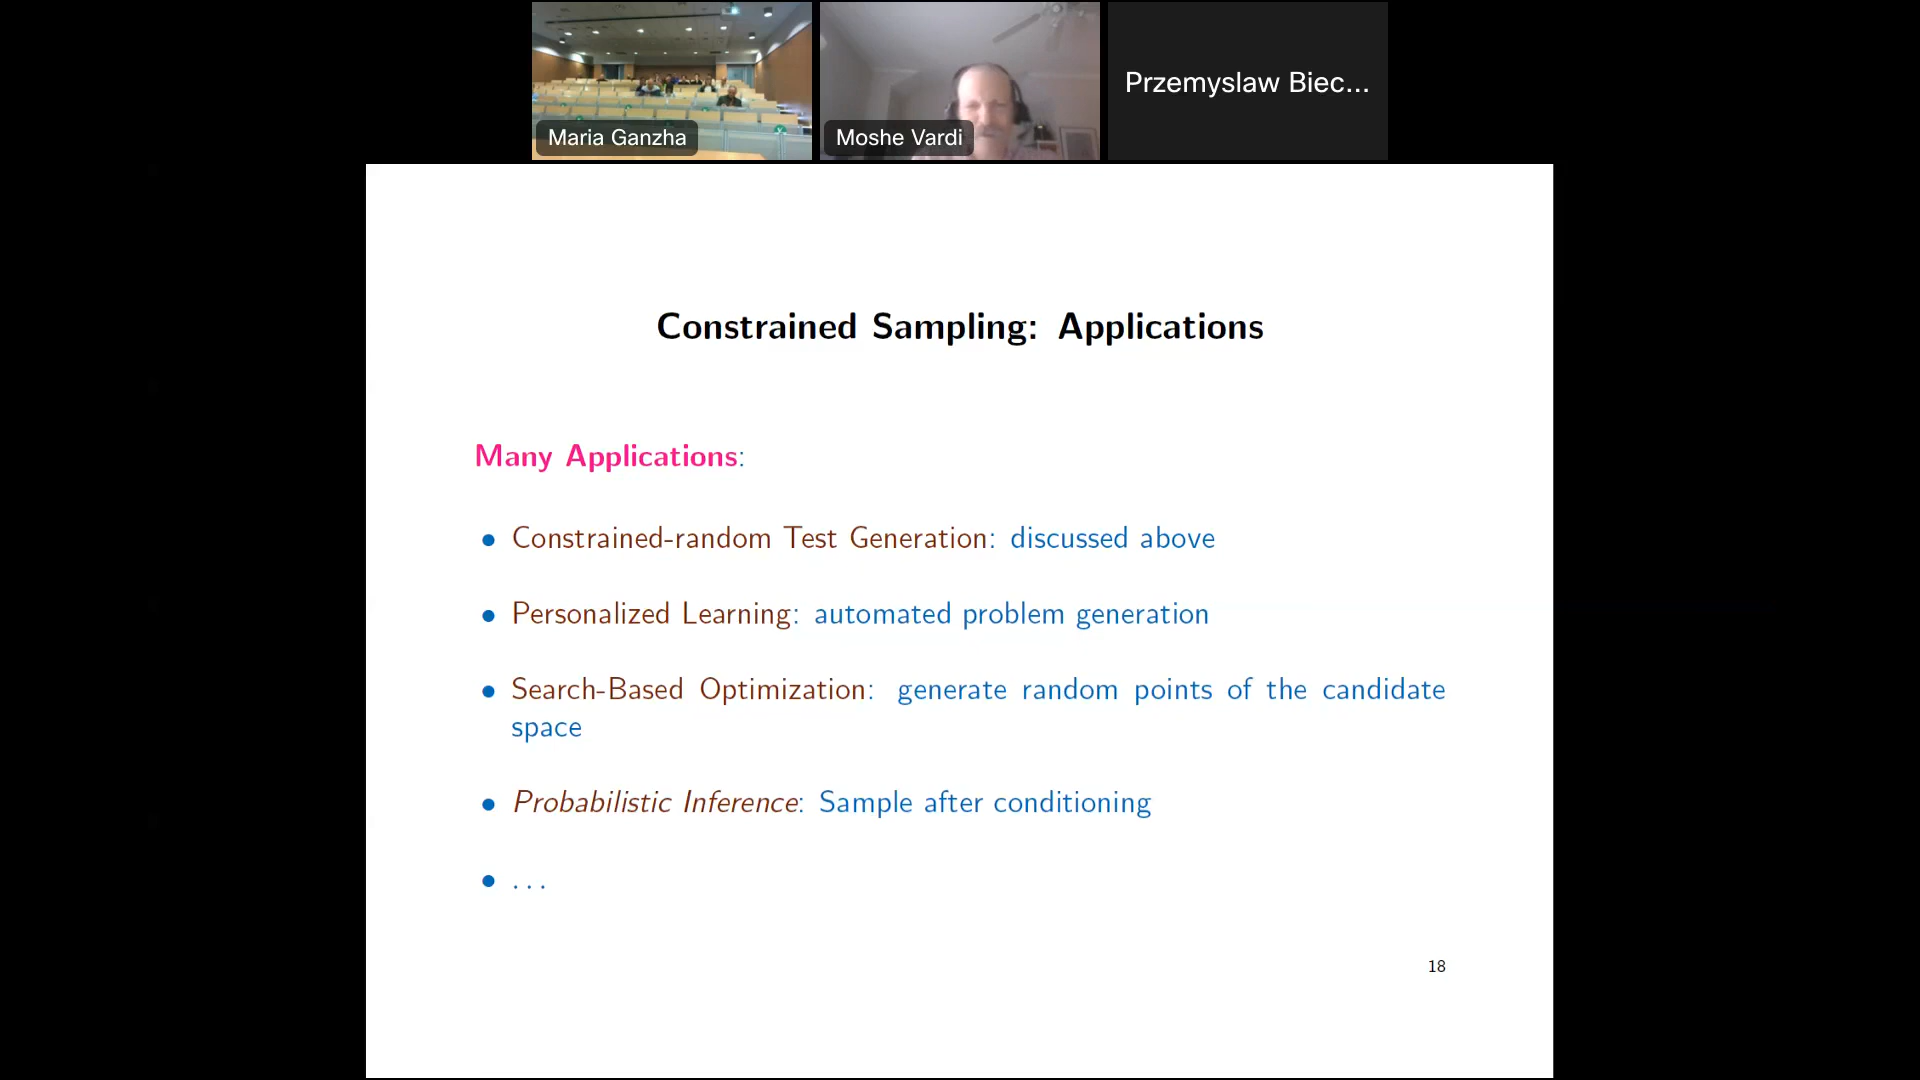 Maria Ganzha
Moshe Vardi
Przemyslaw Biec...
Constrained Sampling: Applications
Many Applications:
• Constrained-random Test Generation: discussed above
• Personalized Learning: automated problem generation
• Search-Based Optimization: generate random points of the candidate
space
• Probabilistic Inference: Sample after conditioning
• . . .
18